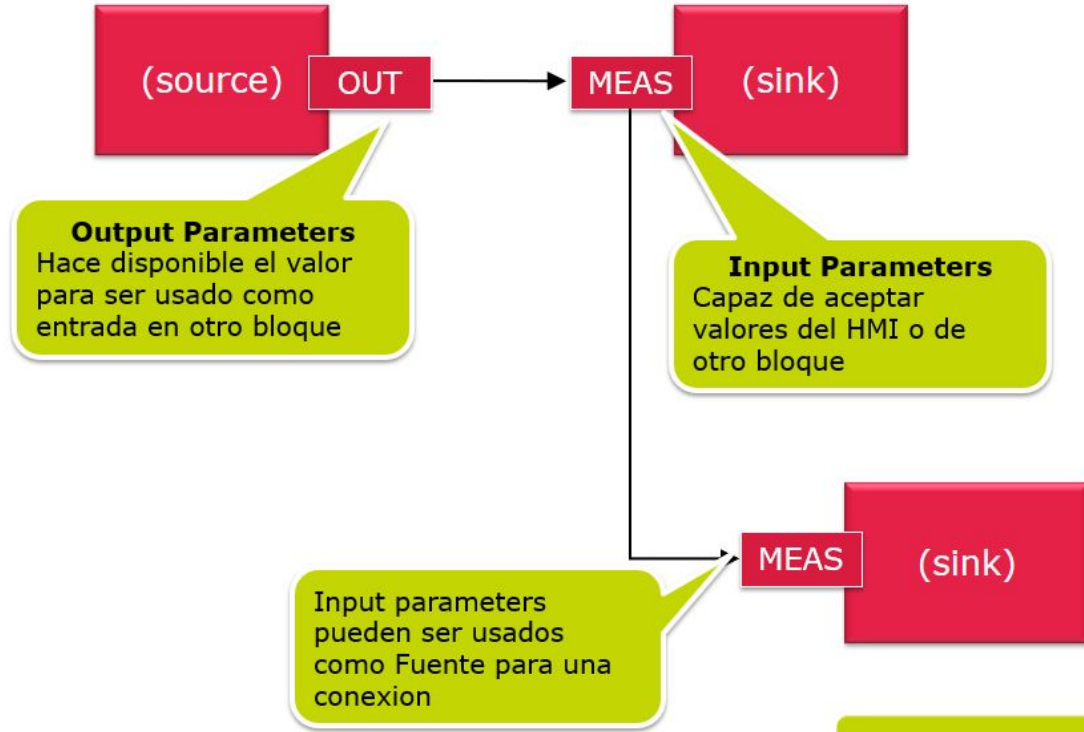 (source)
OUT
MEAS
(sink)
Output Parameters
Hace disponible el valor
para ser usado como
entrada en otro bloque
Input Parameters
Capaz de aceptar
valores del HMI o de
otro bloque
MEAS
(sink)
Input parameters
pueden ser usados
como Fuente para una
conexion